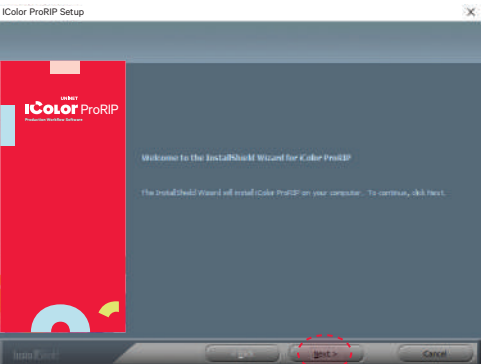 IColor ProRIP Setup
UNINET
IColor ProRIP
Production Workflow Software
Welcome to the InstallShield Wizard for iColor ProRIP
The InstallShield Wizard will install iColor ProRIP on your computer. To continue, click Next.
InstallShield
< Back
Next >
Cancel